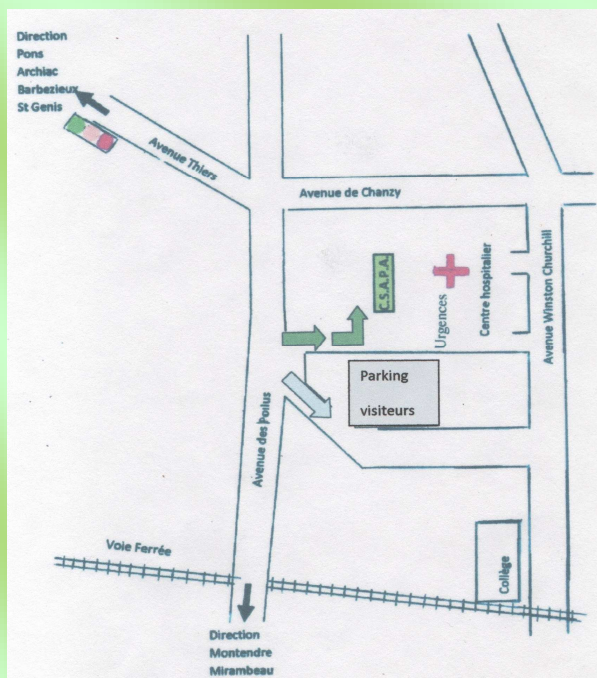 Direction
Pons
Archiac
Barbezieux
St Genis
Avenue Thiers
Avenue de Chanzy
C.S.A.P.A.
Urgences
Centre hospitalier
Avenue Winston Churchill
Parking
visiteurs
Avenue des Poilus
Voie Ferrée
Collège
Direction
Montendre
Mirambeau